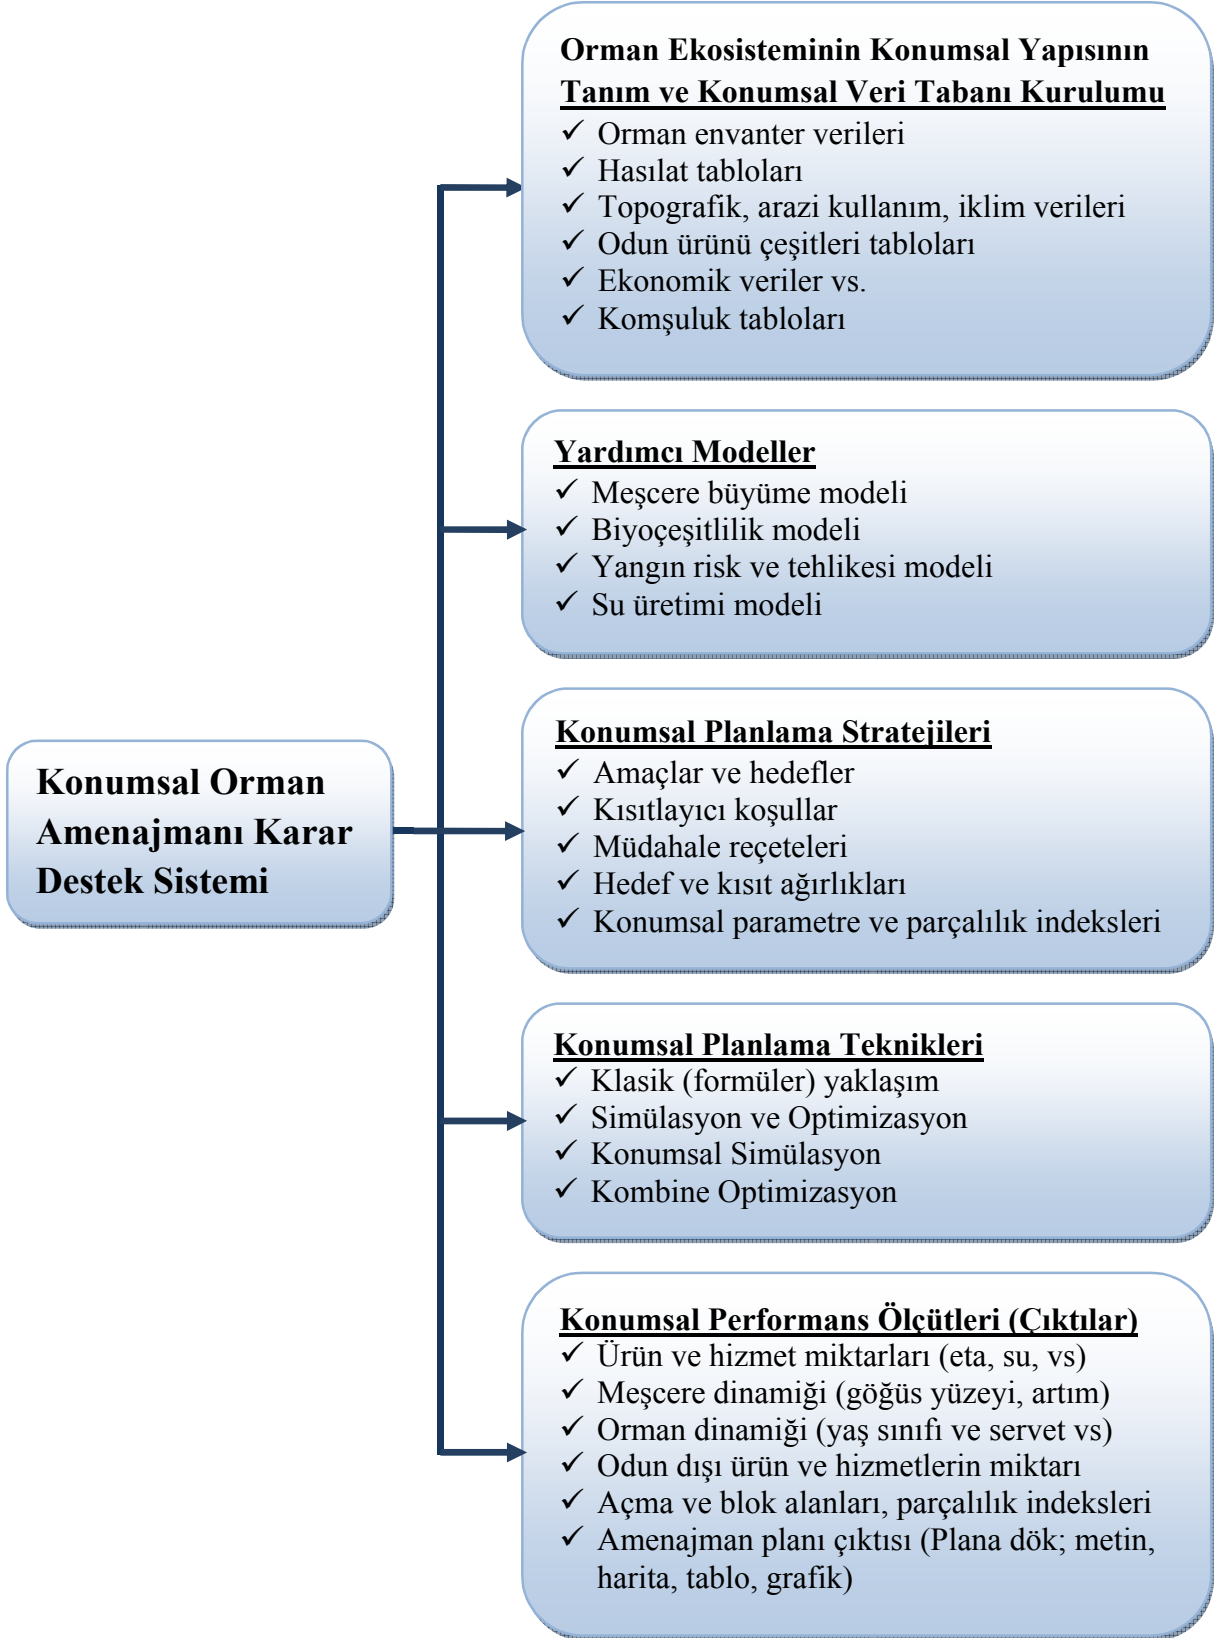 Orman Ekosisteminin Konumsal Yapısının
Tanım ve Konumsal Veri Tabanı Kurulumu
✓ Orman envanter verileri
✓ Hasılat tabloları
✓ Topografik, arazi kullanım, iklim verileri
✓ Odun ürünü çeşitleri tabloları
✓ Ekonomik veriler vs.
✓ Komşuluk tabloları
Yardımcı Modeller
✓ Meşcere büyüme modeli
✓ Biyoçeşitlilik modeli
✓ Yangın risk ve tehlikesi modeli
✓ Su üretimi modeli
Konumsal Orman
Amenajmanı Karar
Destek Sistemi
Konumsal Planlama Stratejileri
✓ Amaçlar ve hedefler
✓ Kısıtlayıcı koşullar
✓ Müdahale reçeteleri
✓ Hedef ve kısıt ağırlıkları
✓ Konumsal parametre ve parçalılık indeksleri
Konumsal Planlama Teknikleri
✓ Klasik (formüler) yaklaşım
✓ Simülasyon ve Optimizasyon
✓ Konumsal Simülasyon
✓ Kombine Optimizasyon
Konumsal Performans Ölçütleri (Çıktılar)
✓ Ürün ve hizmet miktarları (eta, su, vs)
✓ Meşcere dinamiği (göğüs yüzeyi, artım)
✓ Orman dinamiği (yaş sınıfı ve servet vs)
✓ Odun dışı ürün ve hizmetlerin miktarı
✓ Açma ve blok alanları, parçalılık indeksleri
✓ Amenajman planı çıktısı (Plana dök; metin,
harita, tablo, grafik)